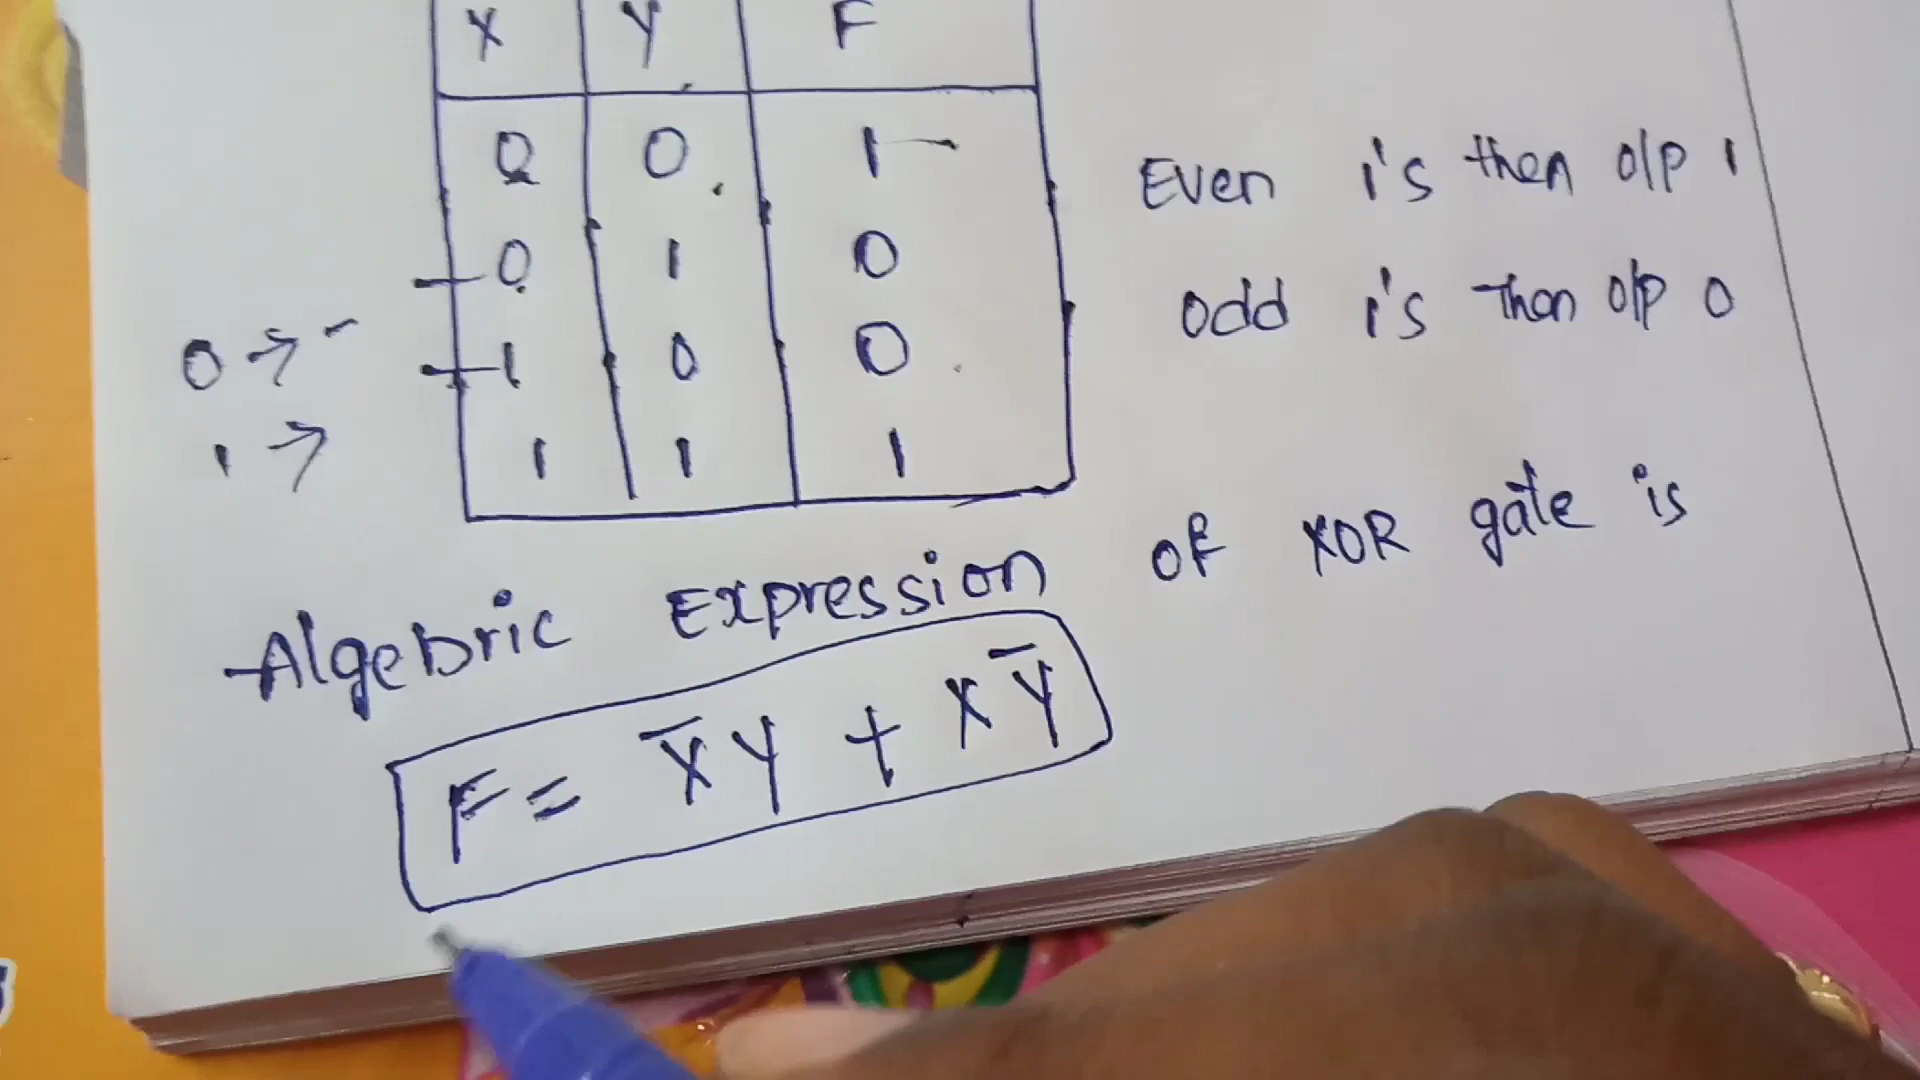 X Y F
0 0 1
0 1 0
1 0 0
1 1 1
Even 1's then o/p 1
odd 1's then o/p 0
0 → -
1 →
Algebric Expression of XOR gate is
F = X̅Y + XY̅